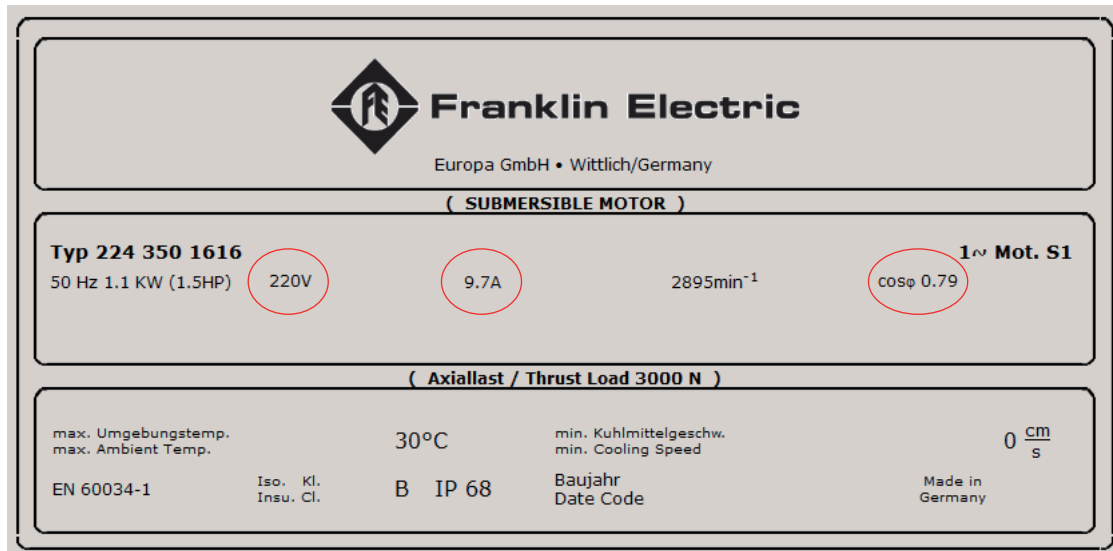 FE
Franklin Electric
Europa GmbH • Wittlich/Germany
( SUBMERSIBLE MOTOR )
Typ 224 350 1616 1~ Mot. S1
50 Hz 1.1 KW (1.5HP) 220V 9.7A 2895min⁻¹ cosφ 0.79
( Axiallast / Thrust Load 3000 N )
max. Umgebungstemp. min. Kuhlmittelgeschw.
max. Ambient Temp. 30°C min. Cooling Speed 0 cm/s
Iso. Kl. Baujahr Made in
EN 60034-1 Insu. Cl. B IP 68 Date Code Germany